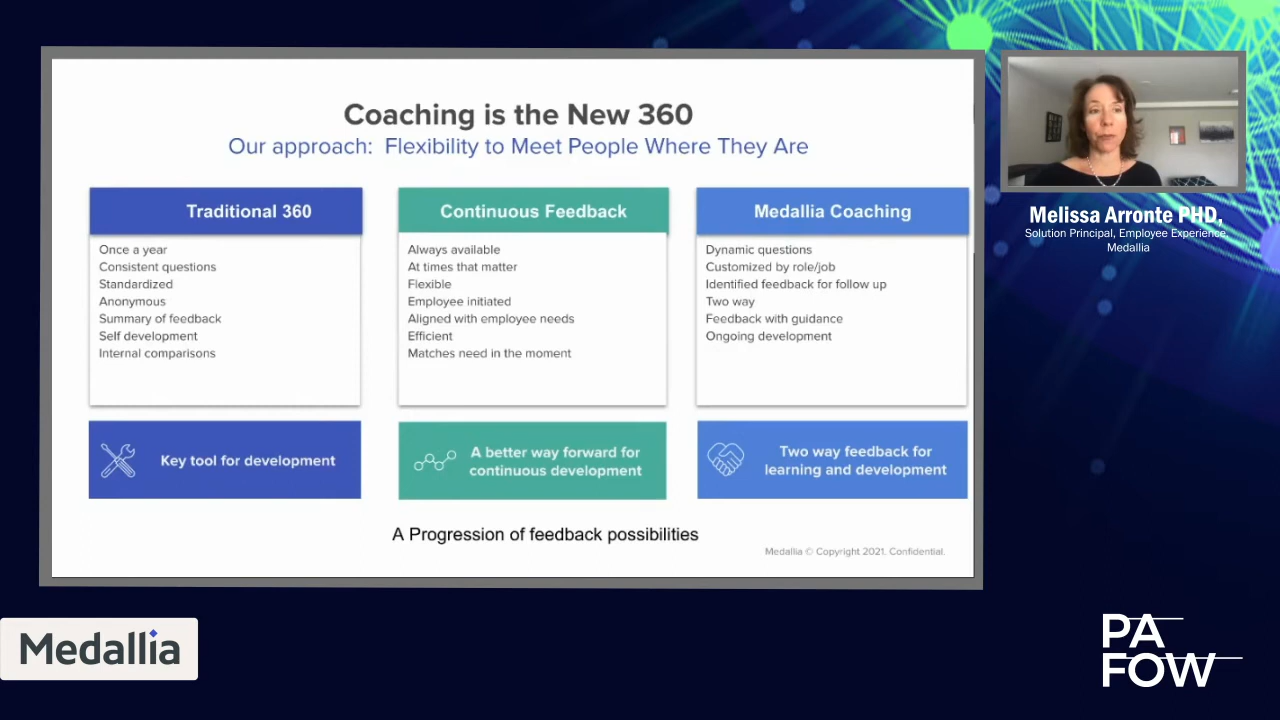 Coaching is the New 360
Our approach: Flexibility to Meet People Where They Are
Traditional 360
Once a year
Consistent questions
Standardized
Anonymous
Summary of feedback
Self development
Internal comparisons
Key tool for development
Continuous Feedback
Always available
At times that matter
Flexible
Employee initiated
Aligned with employee needs
Efficient
Matches need in the moment
A better way forward for
continuous development
Medallia Coaching
Dynamic questions
Customized by role/job
Identified feedback for follow up
Two way
Feedback with guidance
Ongoing development
Two way feedback for
learning and development
A Progression of feedback possibilities
Medallia © Copyright 2021. Confidential.
Melissa Arronte PHD,
Solution Principal, Employee Experience,
Medallia
Medallia
PA
FOW